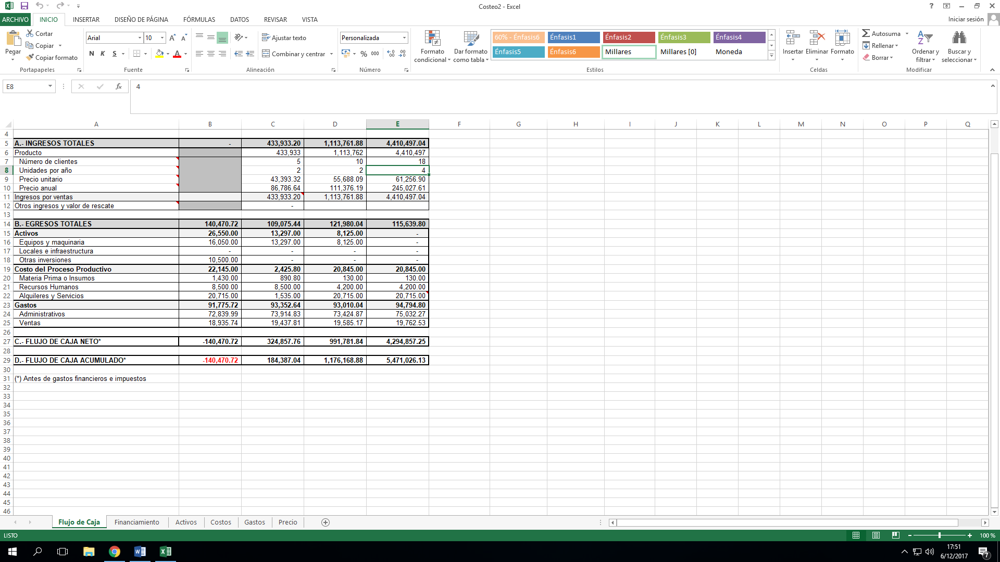 Costeo2 - Excel
ARCHIVO INICIO INSERTAR DISEÑO DE PÁGINA FÓRMULAS DATOS REVISAR VISTA Iniciar sesión
Pegar
Cortar
Copiar
Copiar formato
Portapapeles
Arial 10
N K S
Fuente
Ajustar texto
Combinar y centrar
Alineación
Personalizada
% 000
Número
Formato condicional
Dar formato como tabla
60% - Énfasis6 Énfasis1 Énfasis2 Énfasis3 Énfasis4
Énfasis5 Énfasis6 Millares Millares [0] Moneda
Estilos
Insertar Eliminar Formato
Celdas
Autosuma
Rellenar
Borrar
Ordenar y filtrar
Buscar y seleccionar
Modificar
E8 fx 4
A B C D E F G H I J K L M N O P Q
4
5 A.- INGRESOS TOTALES - 433,933.20 1,113,761.88 4,410,497.04
6 Producto 433,933 1,113,762 4,410,497
7 Número de clientes 5 10 18
8 Unidades por año 2 2 4
9 Precio unitario 43,393.32 55,688.09 61,256.90
10 Precio anual 86,786.64 111,376.19 245,027.61
11 Ingresos por ventas 433,933.20 1,113,761.88 4,410,497.04
12 Otros ingresos y valor de rescate -
13
14 B.- EGRESOS TOTALES 140,470.72 109,075.44 121,980.04 115,639.80
15 Activos 26,550.00 13,297.00 8,125.00 -
16 Equipos y maquinaria 16,050.00 13,297.00 8,125.00 -
17 Locales e infraestructura - - - -
18 Otras inversiones 10,500.00 - - -
19 Costo del Proceso Productivo 22,145.00 2,425.80 20,845.00 20,845.00
20 Materia Prima o Insumos 1,430.00 890.80 130.00 130.00
21 Recursos Humanos 8,500.00 8,500.00 4,200.00 4,200.00
22 Alquileres y Servicios 20,715.00 1,535.00 20,715.00 20,715.00
23 Gastos 91,775.72 93,352.64 93,010.04 94,794.80
24 Administrativos 72,839.99 73,914.83 73,424.87 75,032.27
25 Ventas 18,935.74 19,437.81 19,585.17 19,762.53
26
27 C.- FLUJO DE CAJA NETO* -140,470.72 324,857.76 991,781.84 4,294,857.25
28
29 D.- FLUJO DE CAJA ACUMULADO* -140,470.72 184,387.04 1,176,168.88 5,471,026.13
30
31 (*) Antes de gastos financieros e impuestos
32
33
34
35
36
37
38
39
40
41
42
43
44
45
46
Flujo de Caja Financiamiento Activos Costos Gastos Precio
LISTO 100 %
17:51
6/12/2017
7